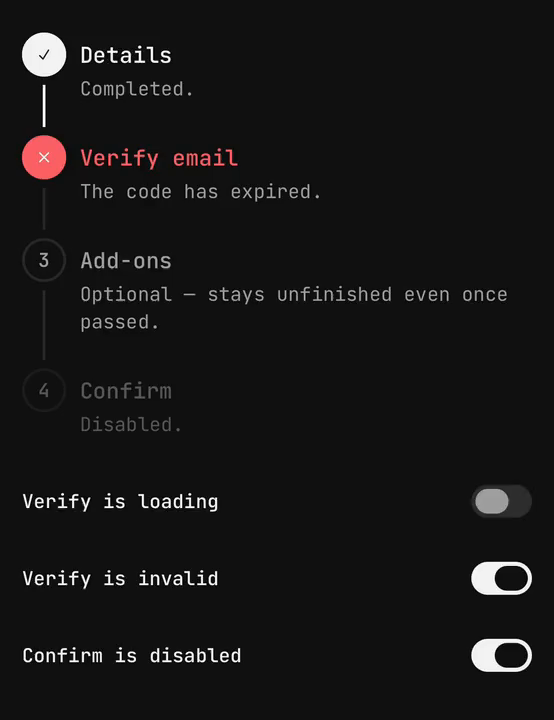 Details
Completed.
Verify email
The code has expired.
3
Add-ons
Optional — stays unfinished even once
passed.
4
Confirm
Disabled.
Verify is loading
Verify is invalid
Confirm is disabled